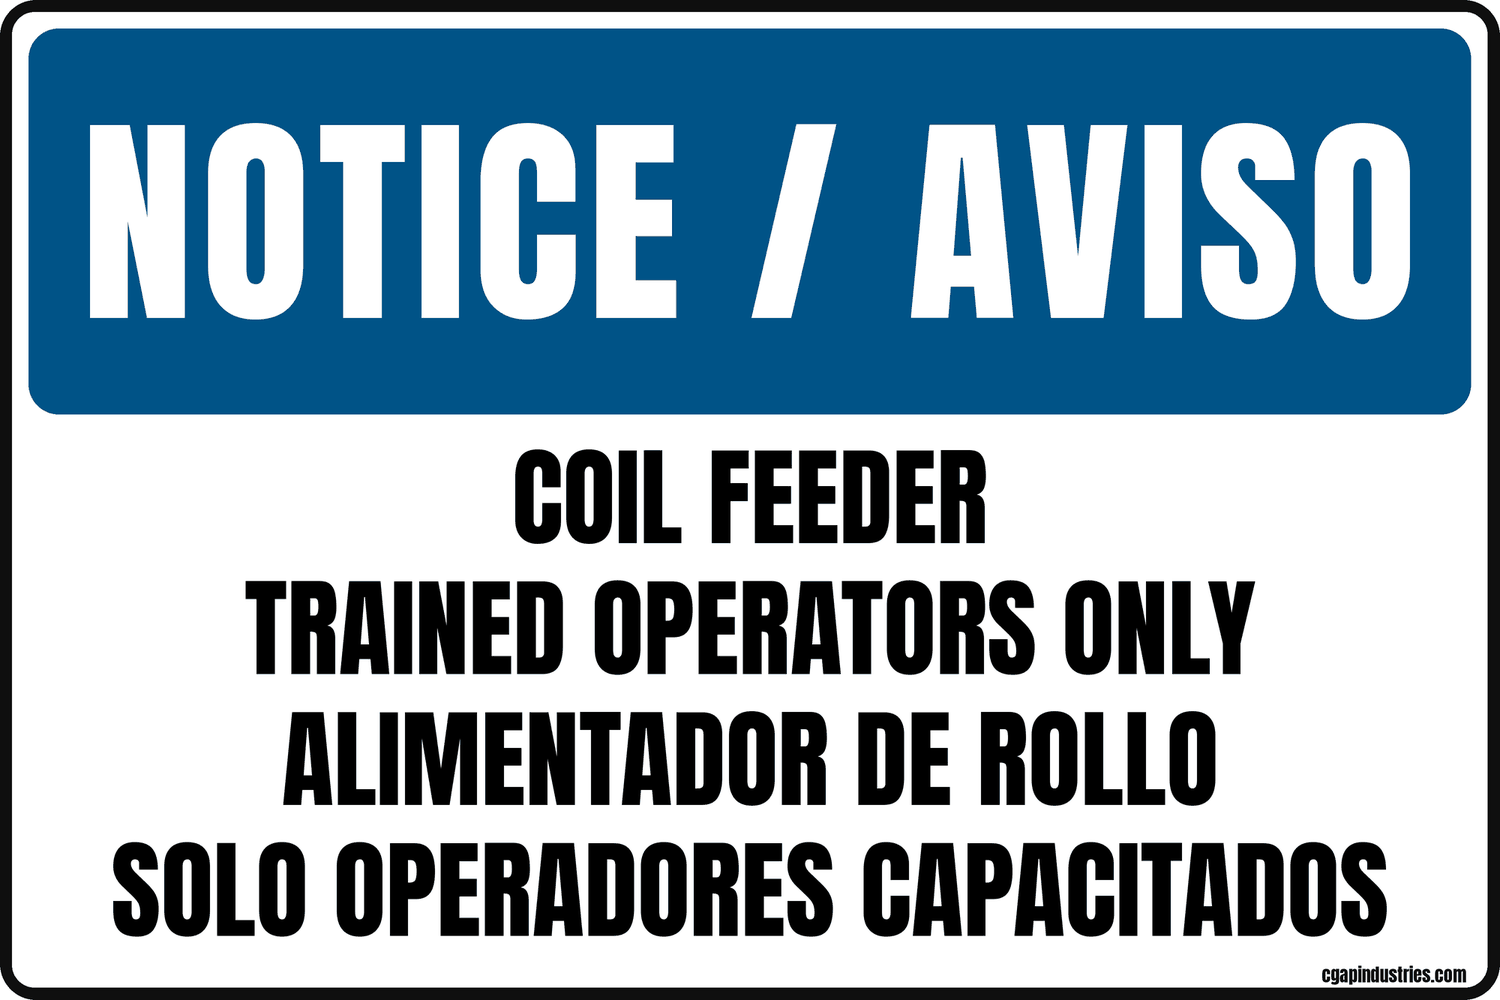 NOTICE / AVISO
COIL FEEDER
TRAINED OPERATORS ONLY
ALIMENTADOR DE ROLLO
SOLO OPERADORES CAPACITADOS
cgapindustries.com